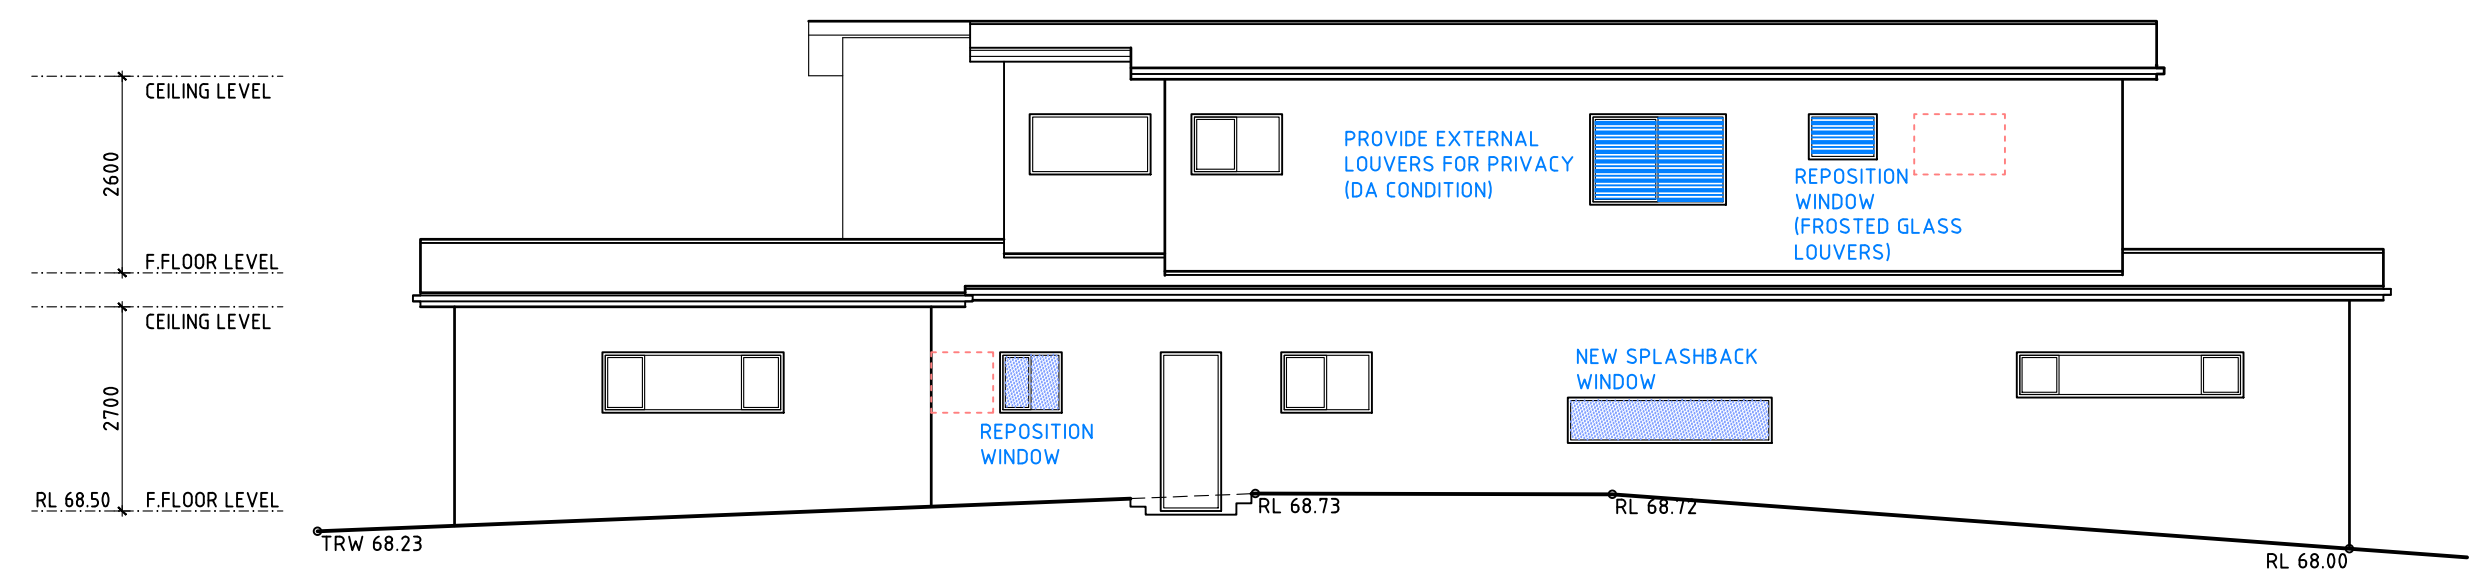 CEILING LEVEL
2600
F.FLOOR LEVEL
PROVIDE EXTERNAL
LOUVERS FOR PRIVACY
(DA CONDITION)
REPOSITION
WINDOW
(FROSTED GLASS
LOUVERS)
CEILING LEVEL
2700
RL 68.50
F.FLOOR LEVEL
REPOSITION
WINDOW
NEW SPLASHBACK
WINDOW
TRW 68.23
RL 68.73
RL 68.72
RL 68.00